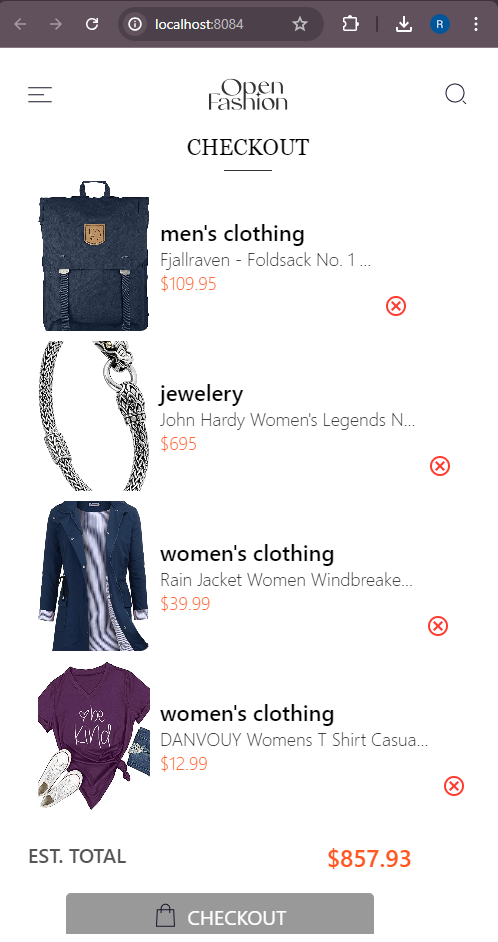 localhost:8084
R
Open
Fashion
CHECKOUT
men's clothing
Fjallraven - Foldsack No. 1 ...
$109.95
jewelery
John Hardy Women's Legends N...
$695
women's clothing
Rain Jacket Women Windbreake...
$39.99
be
kind
women's clothing
DANVOUY Womens T Shirt Casua...
$12.99
EST. TOTAL
$857.93
CHECKOUT